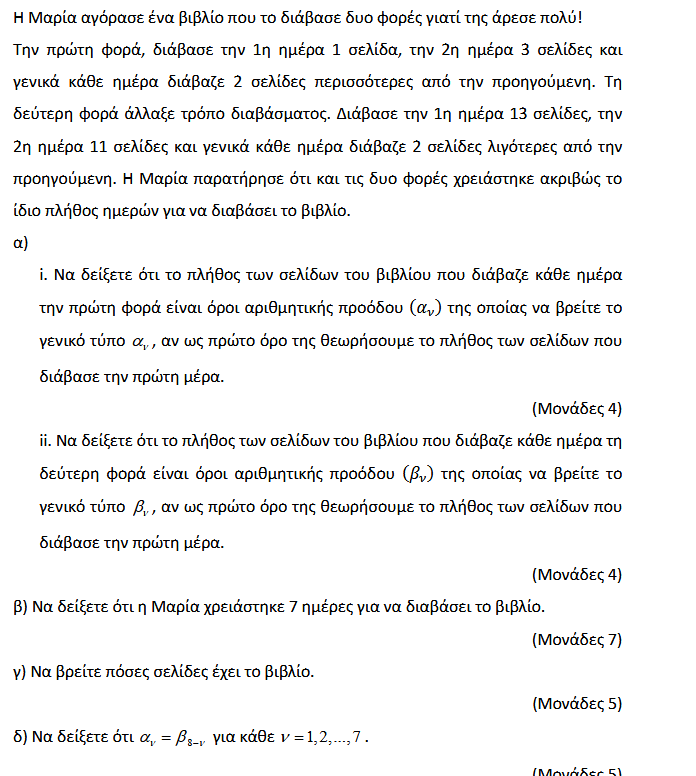 Η Μαρία αγόρασε ένα βιβλίο που το διάβασε δυο φορές γιατί της άρεσε πολύ!
Την πρώτη φορά, διάβασε την 1η ημέρα 1 σελίδα, την 2η ημέρα 3 σελίδες και
γενικά κάθε ημέρα διάβαζε 2 σελίδες περισσότερες από την προηγούμενη. Τη
δεύτερη φορά άλλαξε τρόπο διαβάσματος. Διάβασε την 1η ημέρα 13 σελίδες, την
2η ημέρα 11 σελίδες και γενικά κάθε ημέρα διάβαζε 2 σελίδες λιγότερες από την
προηγούμενη. Η Μαρία παρατήρησε ότι και τις δυο φορές χρειάστηκε ακριβώς το
ίδιο πλήθος ημερών για να διαβάσει το βιβλίο.
α)
i. Να δείξετε ότι το πλήθος των σελίδων του βιβλίου που διάβαζε κάθε ημέρα
την πρώτη φορά είναι όροι αριθμητικής προόδου (α_ν) της οποίας να βρείτε το
γενικό τύπο α_ν, αν ως πρώτο όρο της θεωρήσουμε το πλήθος των σελίδων που
διάβασε την πρώτη μέρα.
(Μονάδες 4)
ii. Να δείξετε ότι το πλήθος των σελίδων του βιβλίου που διάβαζε κάθε ημέρα τη
δεύτερη φορά είναι όροι αριθμητικής προόδου (β_ν) της οποίας να βρείτε το
γενικό τύπο β_ν, αν ως πρώτο όρο της θεωρήσουμε το πλήθος των σελίδων που
διάβασε την πρώτη μέρα.
(Μονάδες 4)
β) Να δείξετε ότι η Μαρία χρειάστηκε 7 ημέρες για να διαβάσει το βιβλίο.
(Μονάδες 7)
γ) Να βρείτε πόσες σελίδες έχει το βιβλίο.
(Μονάδες 5)
δ) Να δείξετε ότι α_ν = β_{8−ν} για κάθε ν = 1, 2, ..., 7 .
(Μονάδες 5)